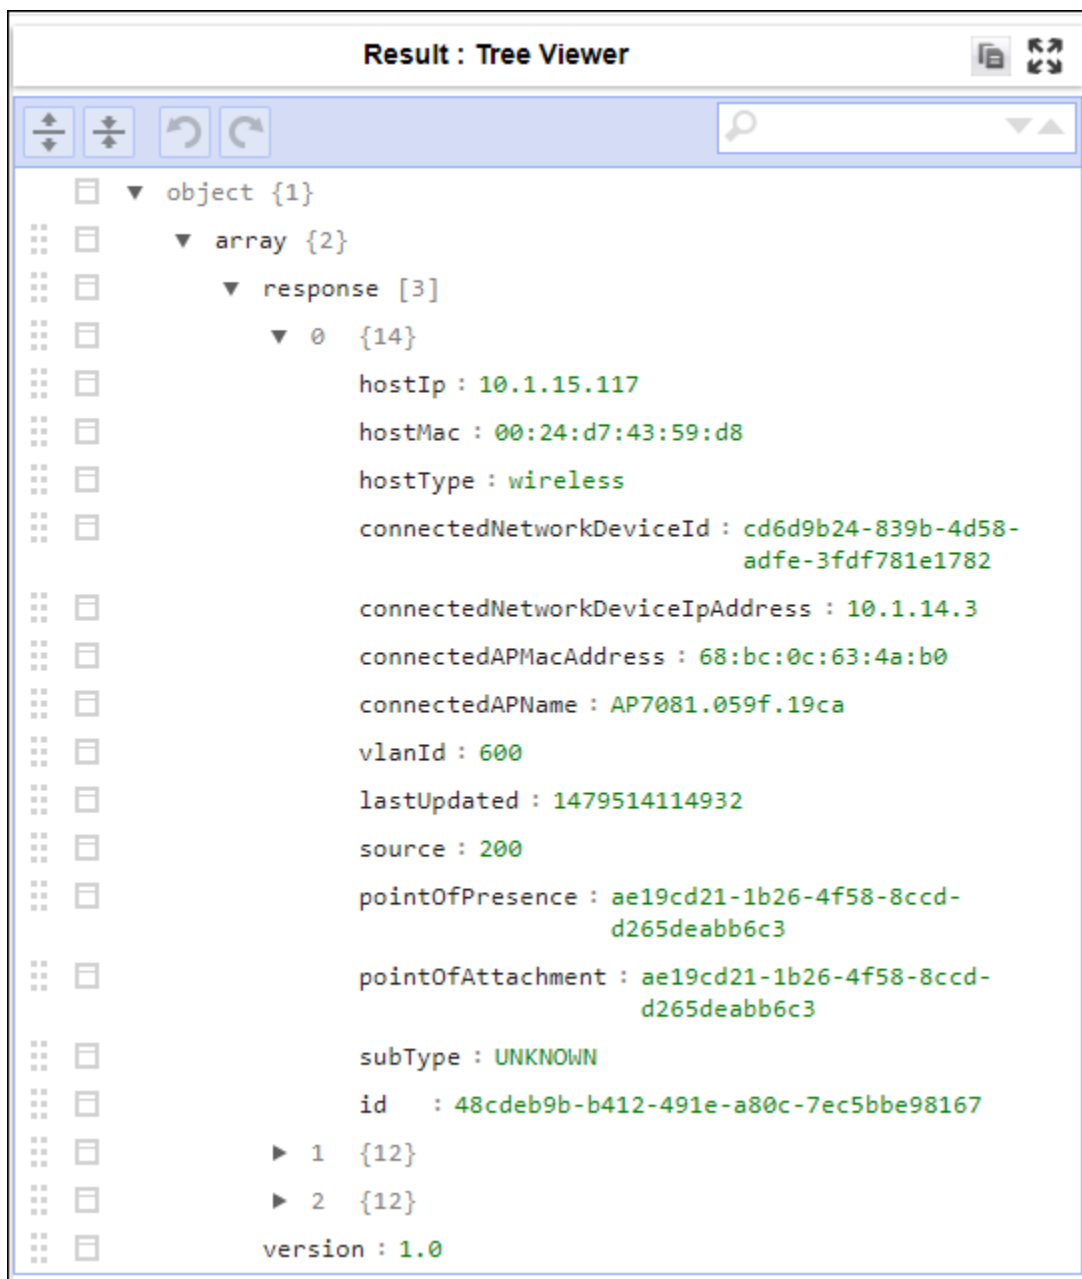 Result : Tree Viewer
object {1}
array {2}
response [3]
0 {14}
hostIp : 10.1.15.117
hostMac : 00:24:d7:43:59:d8
hostType : wireless
connectedNetworkDeviceId : cd6d9b24-839b-4d58-
adfe-3fdf781e1782
connectedNetworkDeviceIpAddress : 10.1.14.3
connectedAPMacAddress : 68:bc:0c:63:4a:b0
connectedAPName : AP7081.059f.19ca
vlanId : 600
lastUpdated : 1479514114932
source : 200
pointOfPresence : ae19cd21-1b26-4f58-8ccd-
d265deabb6c3
pointOfAttachment : ae19cd21-1b26-4f58-8ccd-
d265deabb6c3
subType : UNKNOWN
id : 48cdeb9b-b412-491e-a80c-7ec5bbe98167
1 {12}
2 {12}
version : 1.0